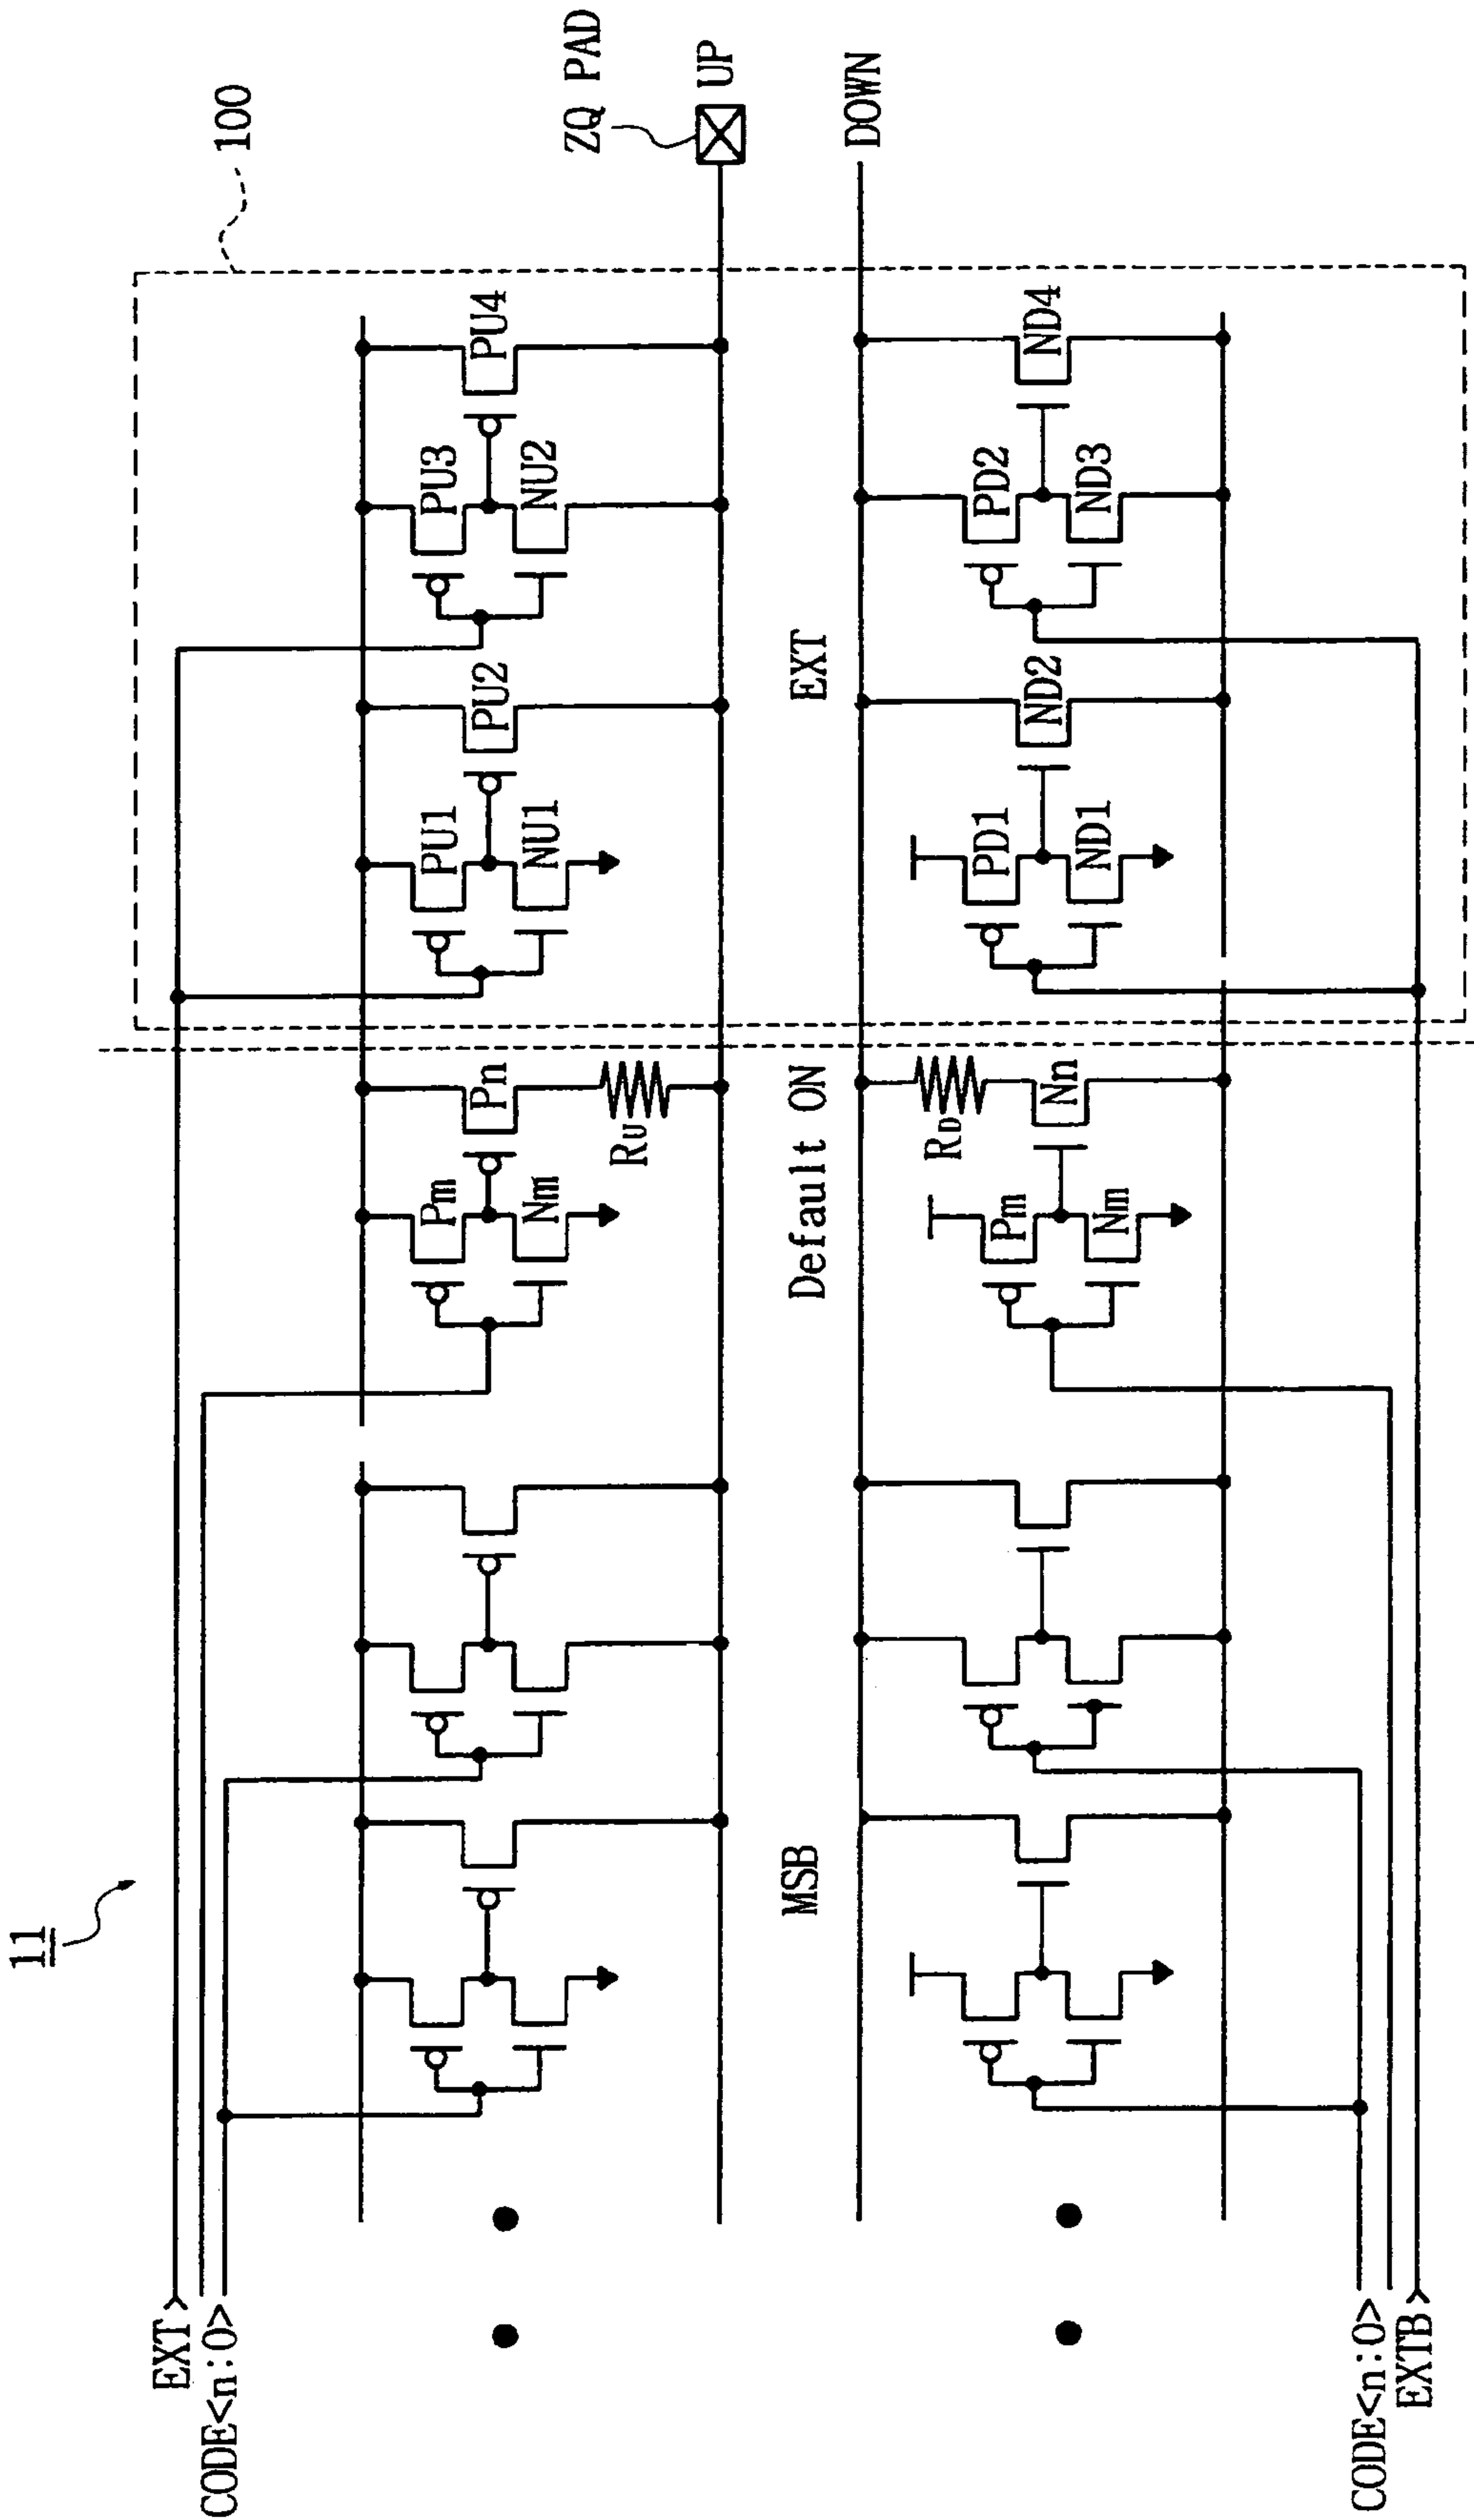 11
100
EXT
CODE<n:0>
ZQ PAD
UP
DOWN
PU1
NU1
PU2
PU3
NU2
PU4
Pm
Nm
Pn
RU
MSB
Default ON
EXT
RD
Pm
Nm
Nn
PD1
ND1
ND2
PD2
ND3
ND4
CODE<n:0>
EXTB